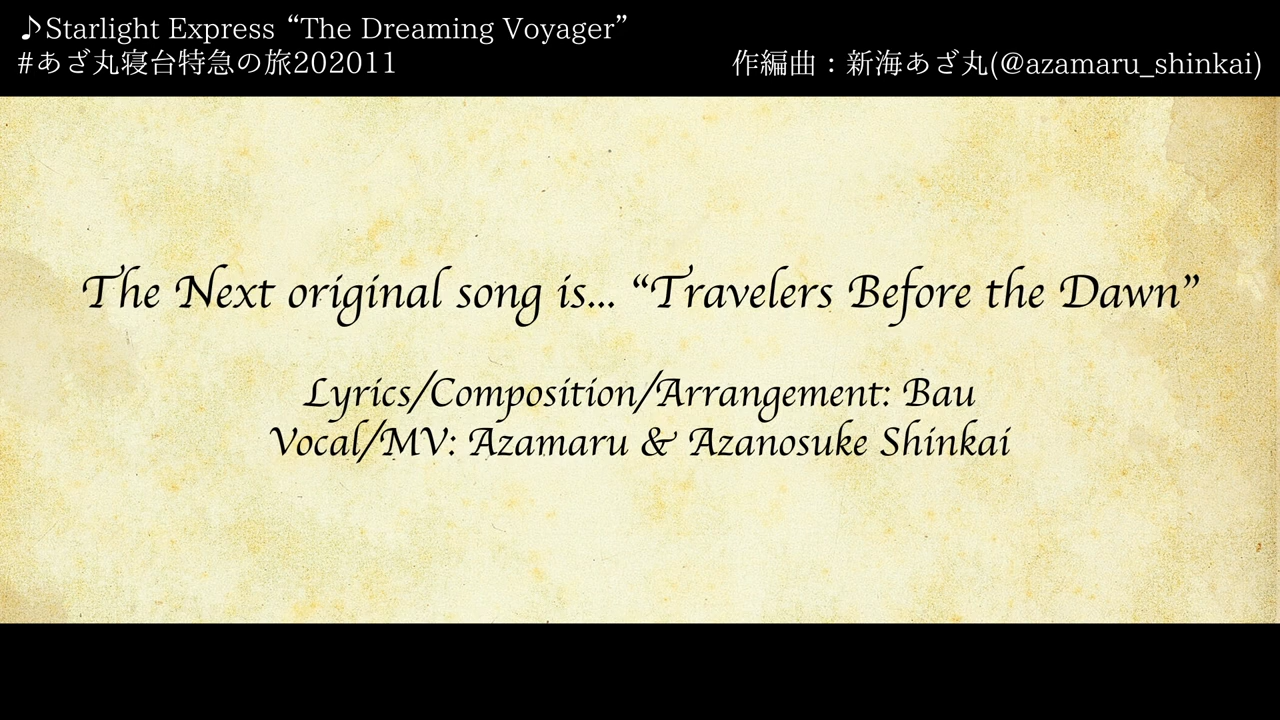 ♪Starlight Express “The Dreaming Voyager”
#あざ丸寝台特急の旅202011
作編曲：新海あざ丸(@azamaru_shinkai)
The Next original song is... “Travelers Before the Dawn”
Lyrics/Composition/Arrangement: Bau
Vocal/MV: Azamaru & Azanosuke Shinkai